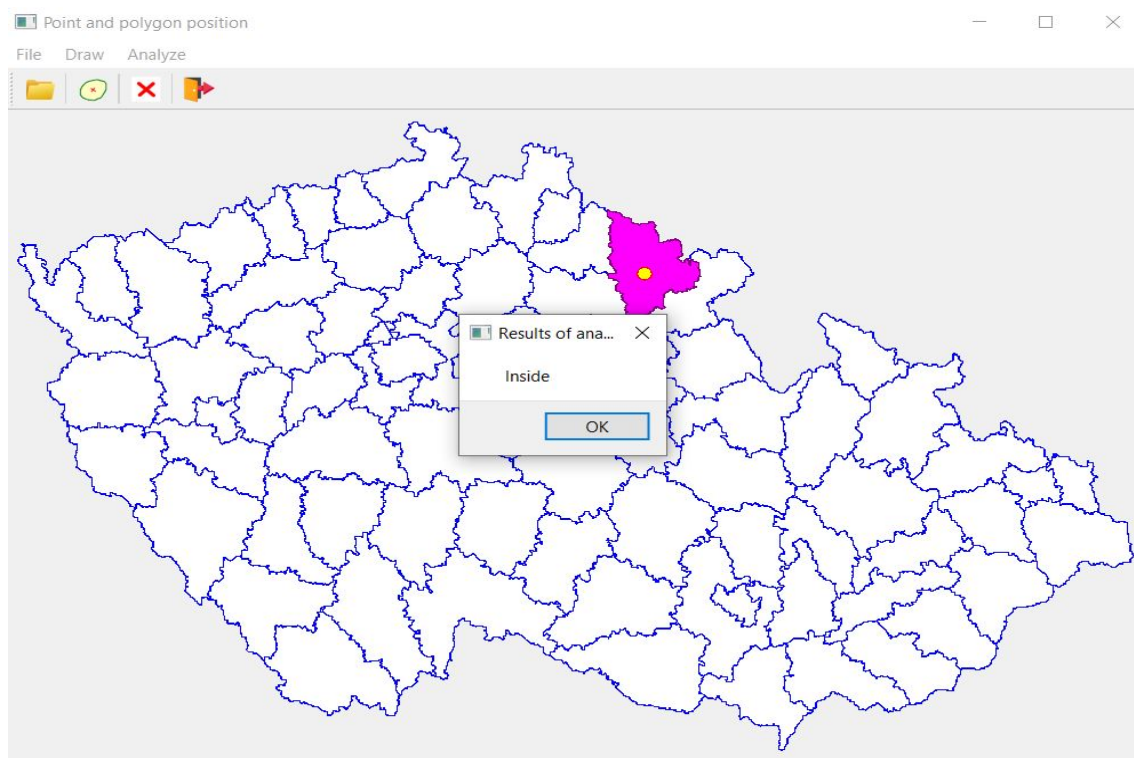 Point and polygon position
File Draw Analyze
Results of ana...
Inside
OK